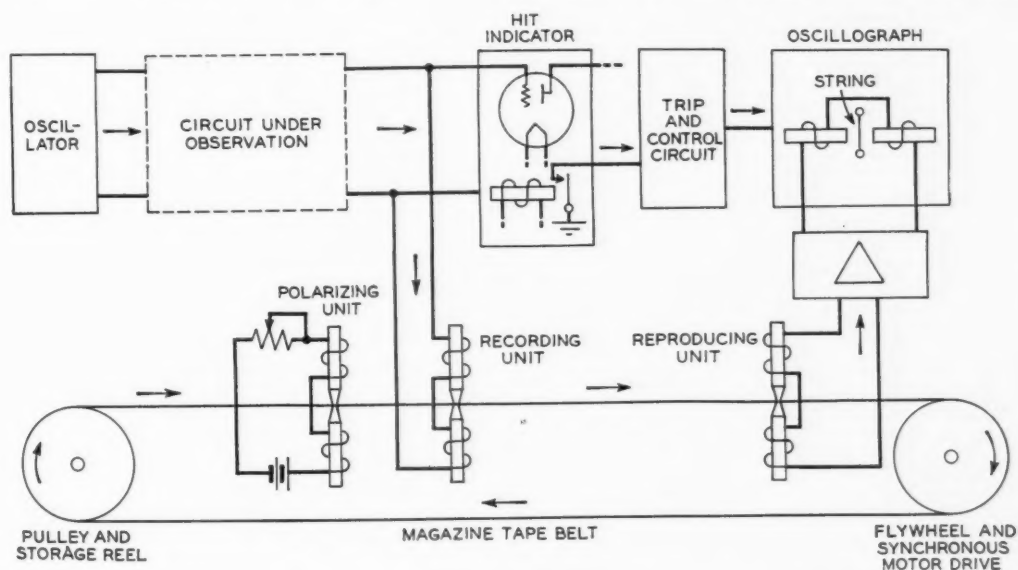 HIT
INDICATOR
OSCILLOGRAPH
OSCIL-
LATOR
CIRCUIT UNDER
OBSERVATION
TRIP
AND
CONTROL
CIRCUIT
STRING
POLARIZING
UNIT
RECORDING
UNIT
REPRODUCING
UNIT
PULLEY AND
STORAGE REEL
MAGAZINE TAPE BELT
FLYWHEEL AND
SYNCHRONOUS
MOTOR DRIVE